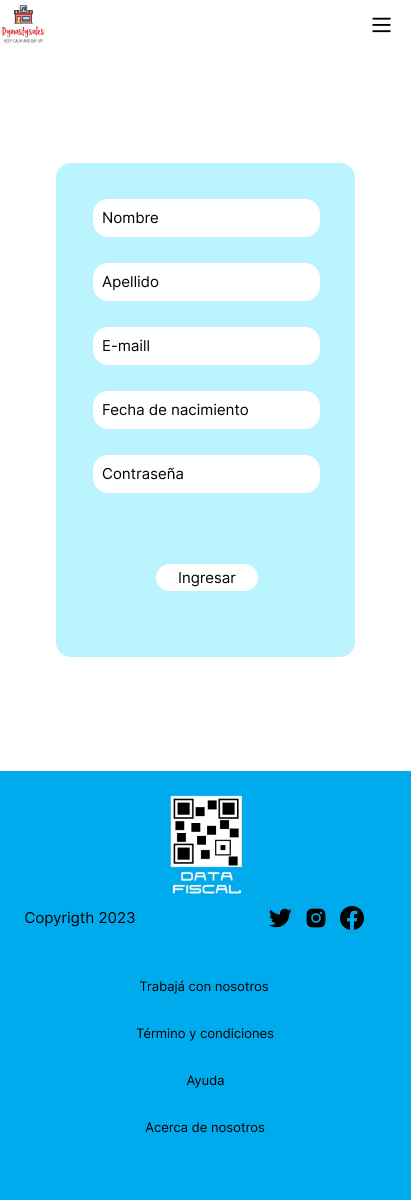 Dynastysales
KEEP CALM AND BUY UP!
Nombre
Apellido
E-maill
Fecha de nacimiento
Contraseña
Ingresar
DATA
FISCAL
Copyrigth 2023
Trabajá con nosotros
Término y condiciones
Ayuda
Acerca de nosotros